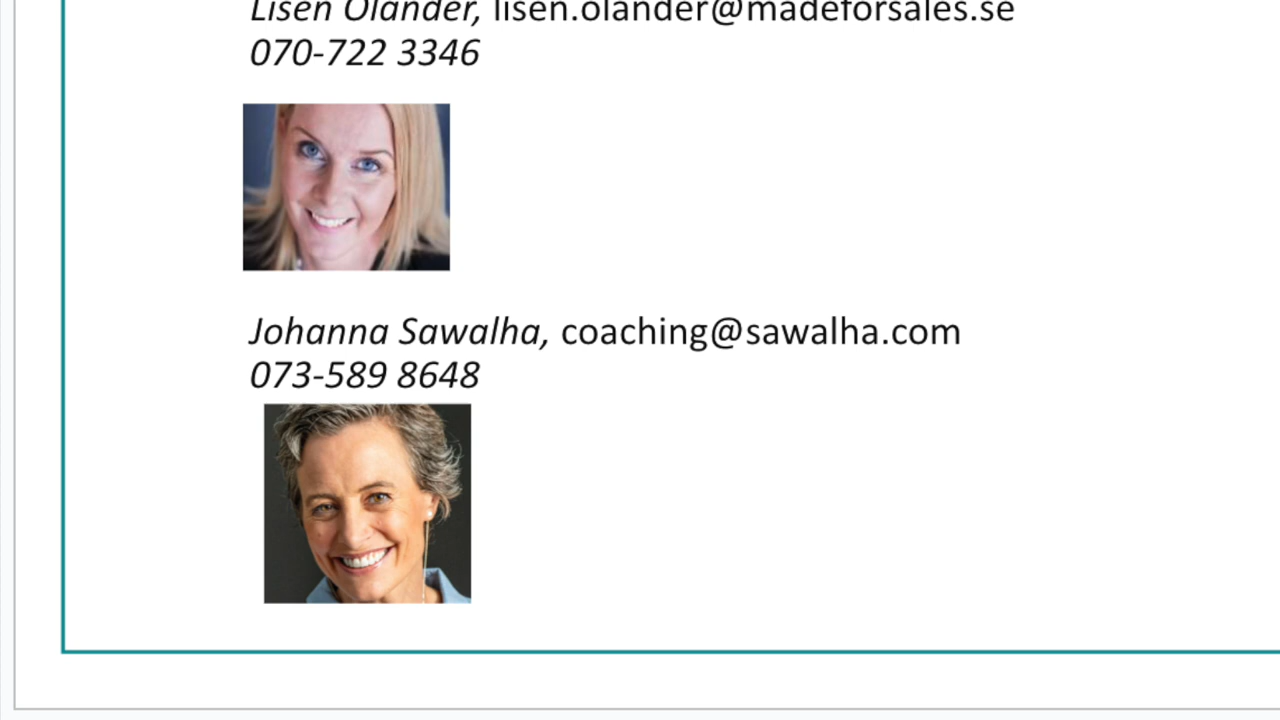 Lisen Olander, lisen.olander@madeforsales.se
070-722 3346
Johanna Sawalha, coaching@sawalha.com
073-589 8648